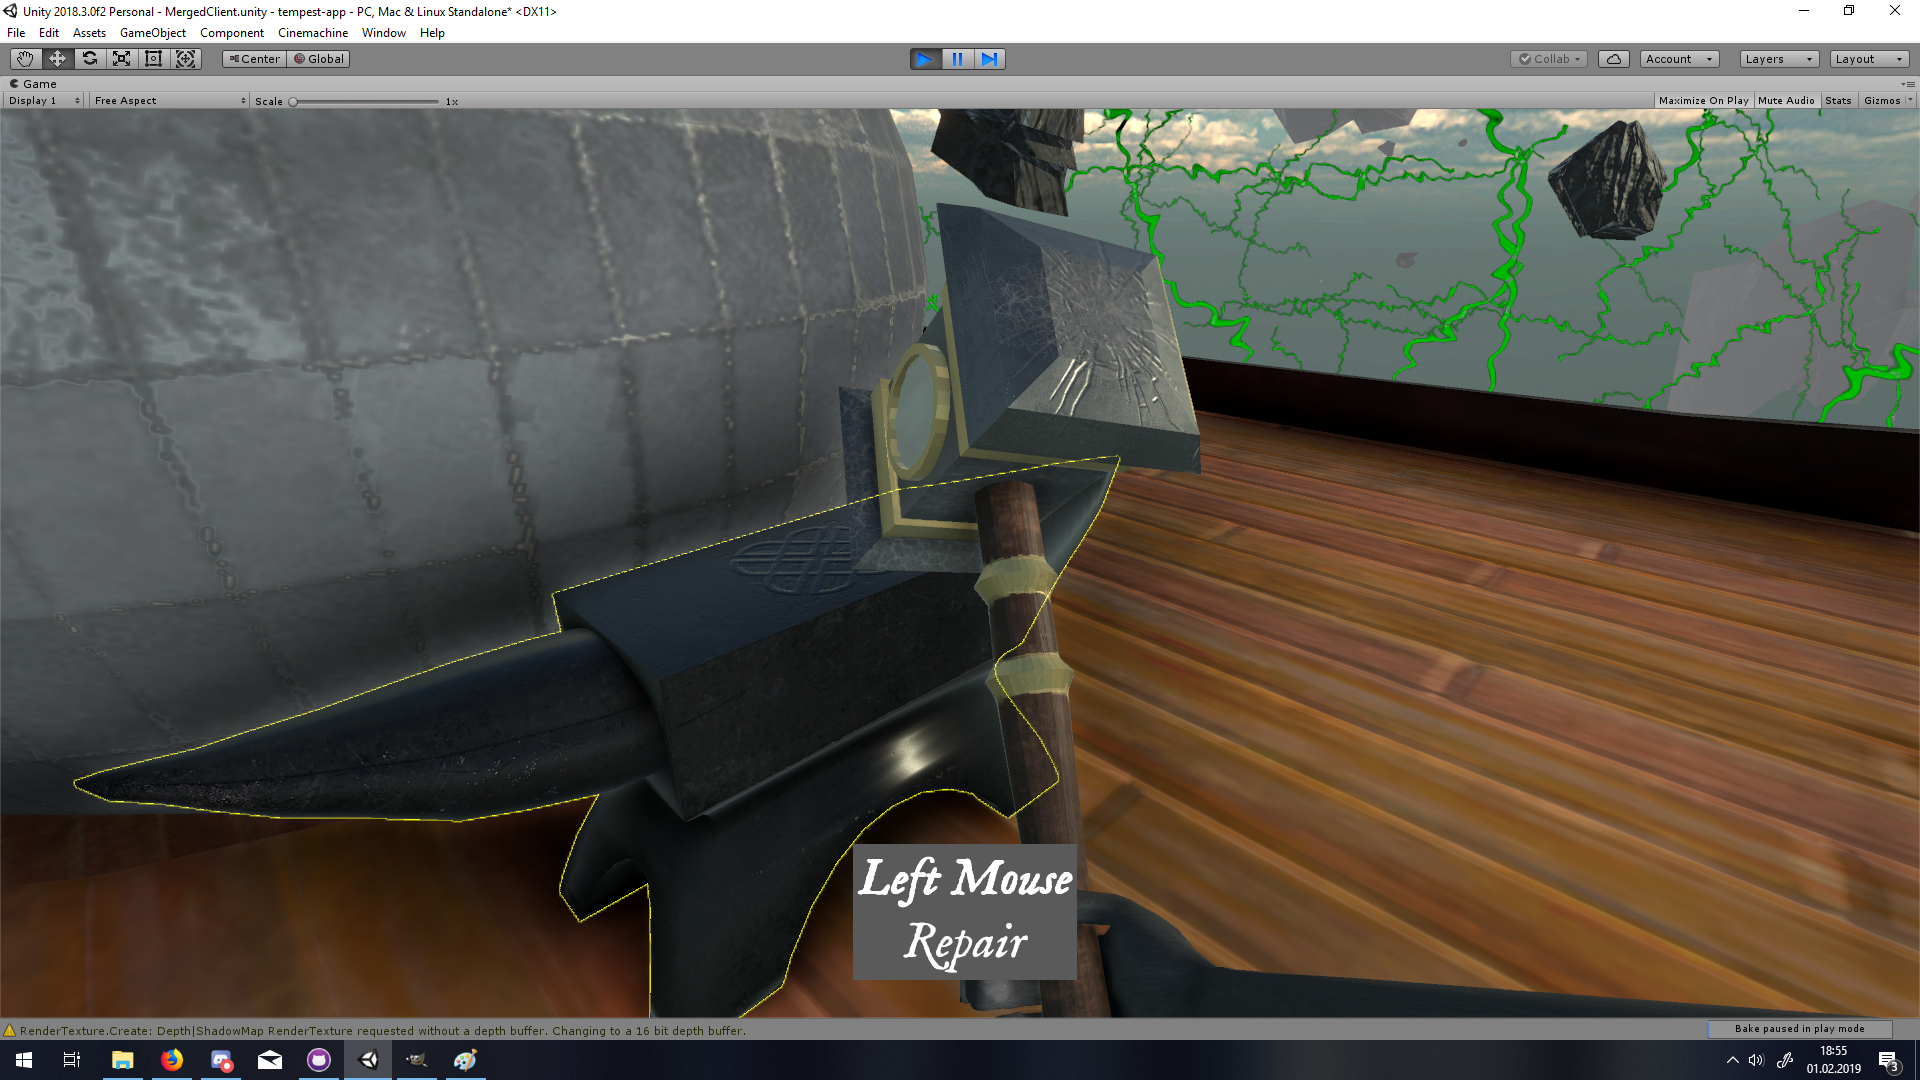 Unity 2018.3.0f2 Personal - MergedClient.unity - tempest-app - PC, Mac & Linux Standalone* <DX11>
File Edit Assets GameObject Component Cinemachine Window Help
Center Global Collab Account Layers Layout
Game
Display 1 Free Aspect Scale 1x Maximize On Play Mute Audio Stats Gizmos
Left Mouse
Repair
RenderTexture.Create: Depth|ShadowMap RenderTexture requested without a depth buffer. Changing to a 16 bit depth buffer.
Bake paused in play mode
18:55
01.02.2019
3